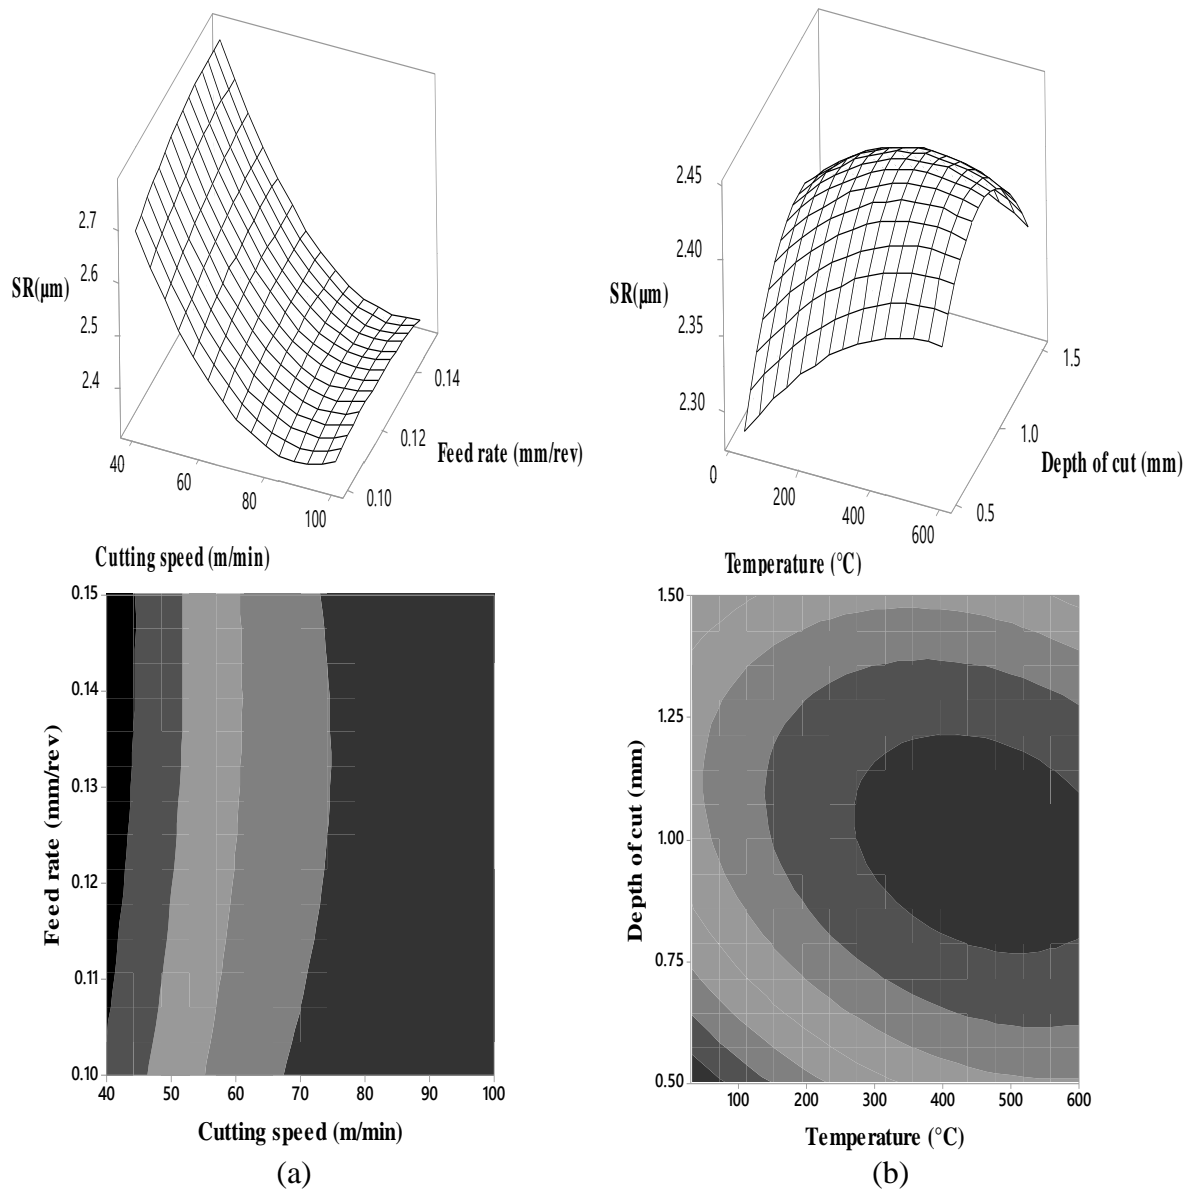 2.7
2.6
SR(µm)
2.5
2.4
40
60
80
100
0.14
0.12
0.10
Feed rate (mm/rev)
Cutting speed (m/min)
2.45
2.40
SR(µm)
2.35
2.30
0
200
400
600
1.5
1.0
0.5
Depth of cut (mm)
Temperature (°C)
0.15
0.14
0.13
0.12
0.11
0.10
Feed rate (mm/rev)
40 50 60 70 80 90 100
Cutting speed (m/min)
(a)
1.50
1.25
1.00
0.75
0.50
Depth of cut (mm)
100 200 300 400 500 600
Temperature (°C)
(b)